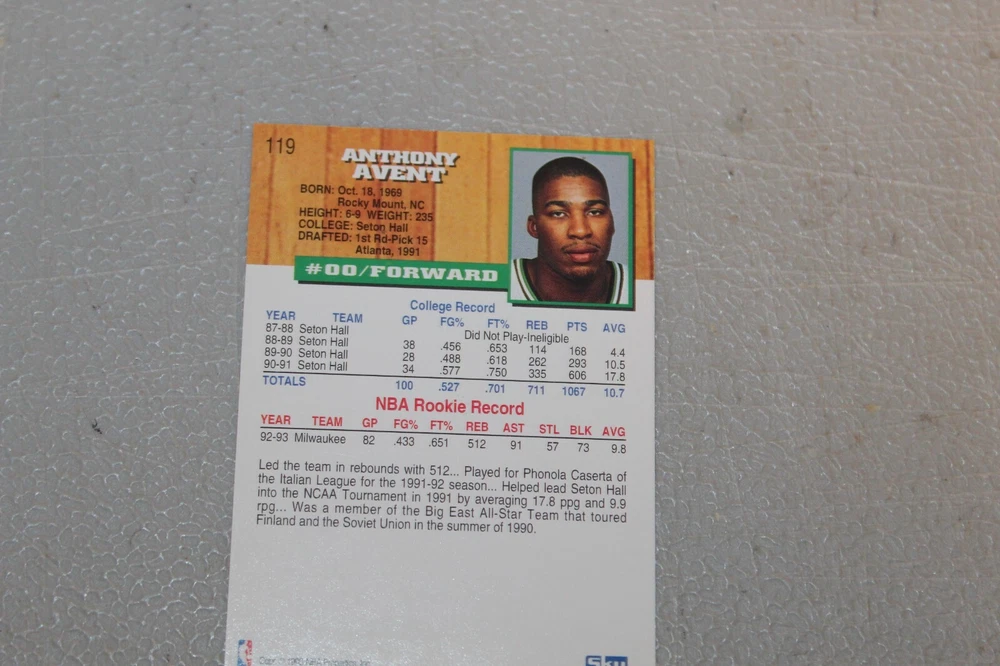 119
ANTHONY
AVENT
BORN: Oct. 18, 1969
Rocky Mount, NC
HEIGHT: 6-9 WEIGHT: 235
COLLEGE: Seton Hall
DRAFTED: 1st Rd-Pick 15
Atlanta, 1991
#00/FORWARD
College Record
YEAR TEAM GP FG% FT% REB PTS AVG
87-88 Seton Hall Did Not Play-Ineligible
88-89 Seton Hall 38 .456 .653 114 168 4.4
89-90 Seton Hall 28 .488 .618 262 293 10.5
90-91 Seton Hall 34 .577 .750 335 606 17.8
TOTALS 100 .527 .701 711 1067 10.7
NBA Rookie Record
YEAR TEAM GP FG% FT% REB AST STL BLK AVG
92-93 Milwaukee 82 .433 .651 512 91 57 73 9.8
Led the team in rebounds with 512... Played for Phonola Caserta of
the Italian League for the 1991-92 season... Helped lead Seton Hall
into the NCAA Tournament in 1991 by averaging 17.8 ppg and 9.9
rpg... Was a member of the Big East All-Star Team that toured
Finland and the Soviet Union in the summer of 1990.